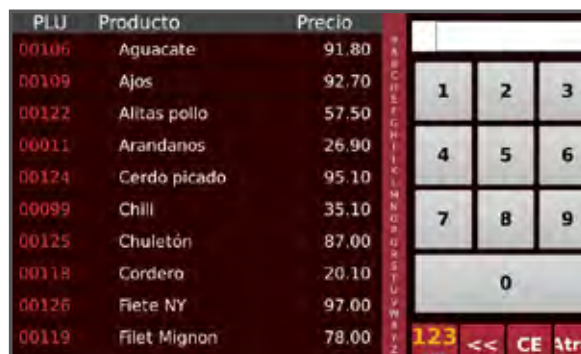 PLU Producto Precio
00106 Aguacate 91.80
00109 Ajos 92.70
00122 Alitas pollo 57.50
00011 Arandanos 26.90
00124 Cerdo picado 95.10
00099 Chili 35.10
00125 Chuletón 87.00
00118 Cordero 20.10
00126 Fiete NY 97.00
00119 Filet Mignon 78.00
1 2 3
4 5 6
7 8 9
0
123 << CE Atr